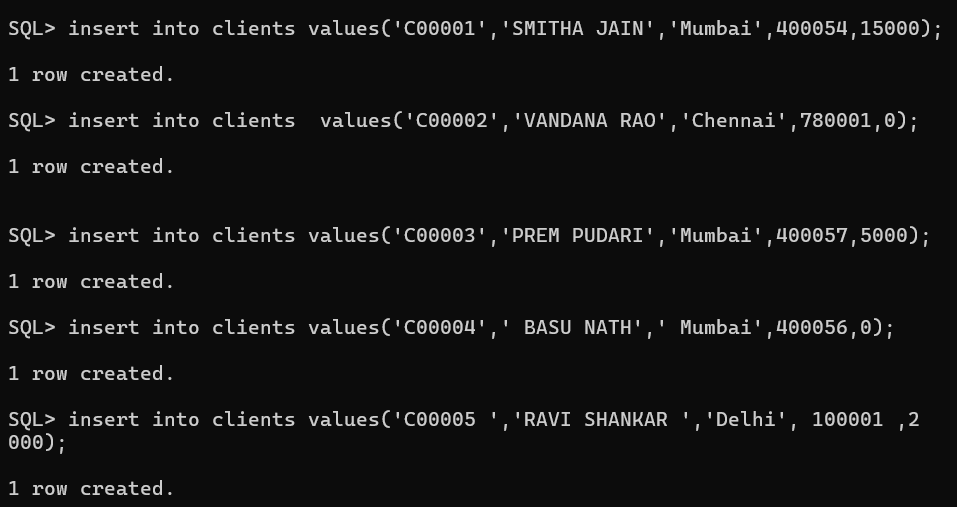 SQL> insert into clients values('C00001','SMITHA JAIN','Mumbai',400054,15000);
1 row created.
SQL> insert into clients  values('C00002','VANDANA RAO','Chennai',780001,0);
1 row created.
SQL> insert into clients values('C00003','PREM PUDARI','Mumbai',400057,5000);
1 row created.
SQL> insert into clients values('C00004',' BASU NATH',' Mumbai',400056,0);
1 row created.
SQL> insert into clients values('C00005 ','RAVI SHANKAR ','Delhi', 100001 ,2
000);
1 row created.